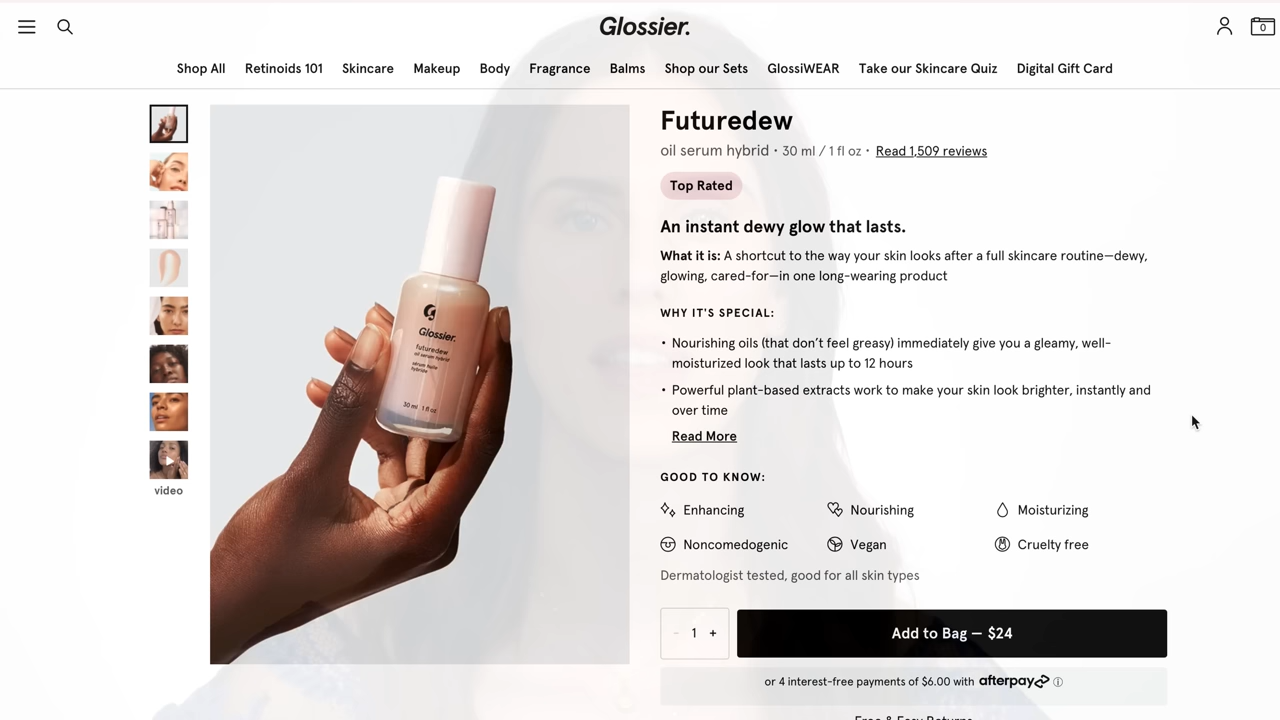 Glossier.
0
Shop All Retinoids 101 Skincare Makeup Body Fragrance Balms Shop our Sets GlossiWEAR Take our Skincare Quiz Digital Gift Card
video
Glossier.
futuredew
oil serum hybrid
sérum huile
hybride
30 ml 1 fl oz
Futuredew
oil serum hybrid • 30 ml / 1 fl oz • Read 1,509 reviews
Top Rated
An instant dewy glow that lasts.
What it is: A shortcut to the way your skin looks after a full skincare routine—dewy,
glowing, cared-for—in one long-wearing product
WHY IT'S SPECIAL:
• Nourishing oils (that don't feel greasy) immediately give you a gleamy, well-
moisturized look that lasts up to 12 hours
• Powerful plant-based extracts work to make your skin look brighter, instantly and
over time
Read More
GOOD TO KNOW:
Enhancing Nourishing Moisturizing
Noncomedogenic Vegan Cruelty free
Dermatologist tested, good for all skin types
- 1 +
Add to Bag — $24
or 4 interest-free payments of $6.00 with afterpay
Free & Easy Returns